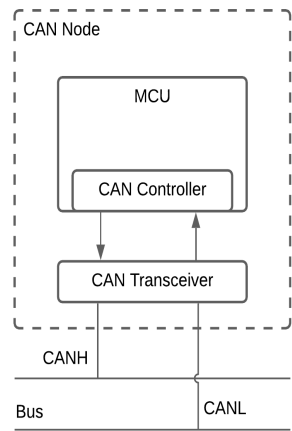 CAN Node
MCU
CAN Controller
CAN Transceiver
CANH
Bus
CANL